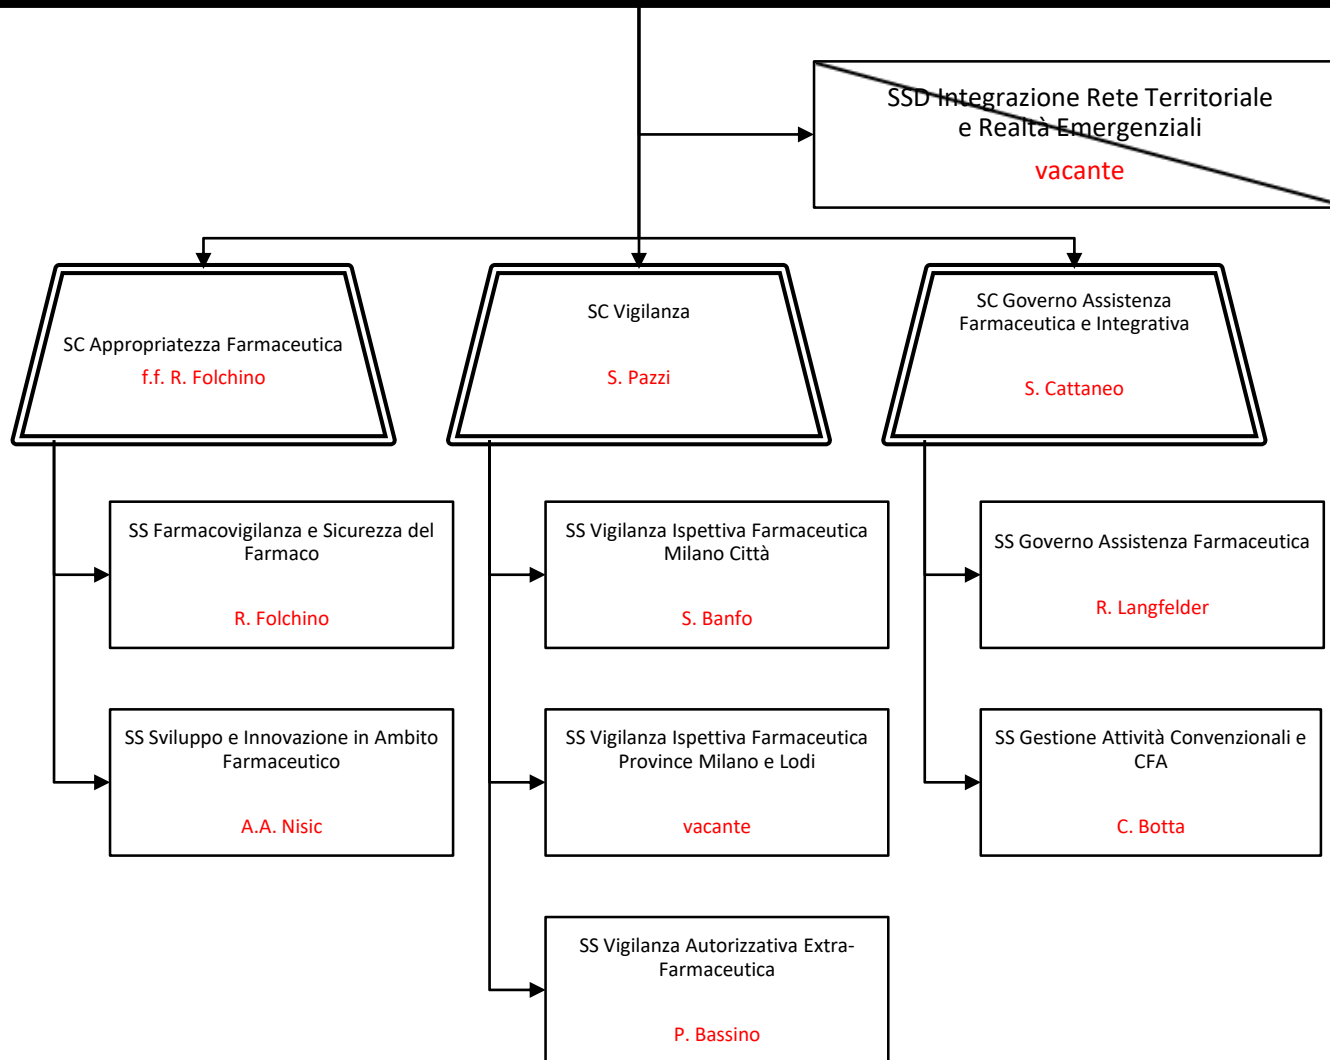 SSD Integrazione Rete Territoriale
e Realtà Emergenziali
vacante
SC Appropriatezza Farmaceutica
f.f. R. Folchino
SC Vigilanza
S. Pazzi
SC Governo Assistenza
Farmaceutica e Integrativa
S. Cattaneo
SS Farmacovigilanza e Sicurezza del
Farmaco
R. Folchino
SS Vigilanza Ispettiva Farmaceutica
Milano Città
S. Banfo
SS Governo Assistenza Farmaceutica
R. Langfelder
SS Sviluppo e Innovazione in Ambito
Farmaceutico
A.A. Nisic
SS Vigilanza Ispettiva Farmaceutica
Province Milano e Lodi
vacante
SS Gestione Attività Convenzionali e
CFA
C. Botta
SS Vigilanza Autorizzativa Extra-
Farmaceutica
P. Bassino